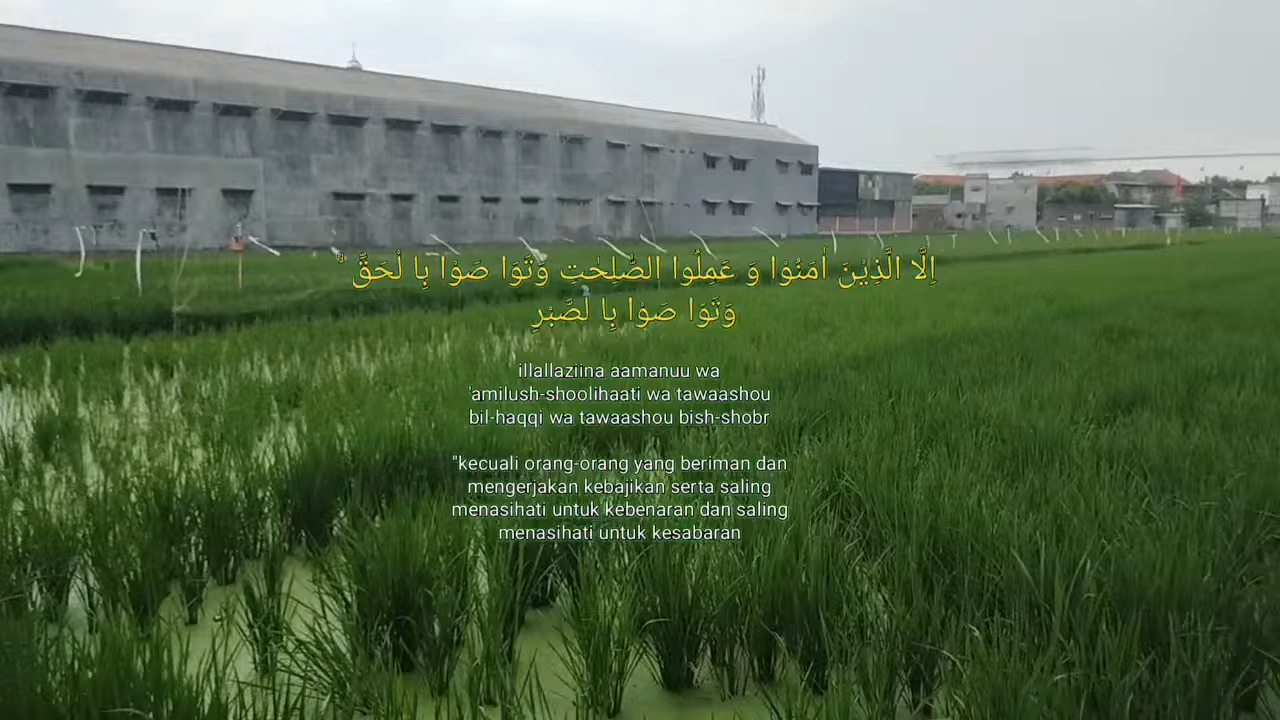 اِلَّا الَّذِيْنَ اٰمَنُوْا وَ عَمِلُوا الصّٰلِحٰتِ وَتَوَا صَوْا بِا لْحَقِّ ۙ
وَتَوَا صَوْا بِا لصَّبْرِ
illallaziina aamanuu wa
'amilush-shoolihaati wa tawaashou
bil-haqqi wa tawaashou bish-shobr
"kecuali orang-orang yang beriman dan
mengerjakan kebajikan serta saling
menasihati untuk kebenaran dan saling
menasihati untuk kesabaran